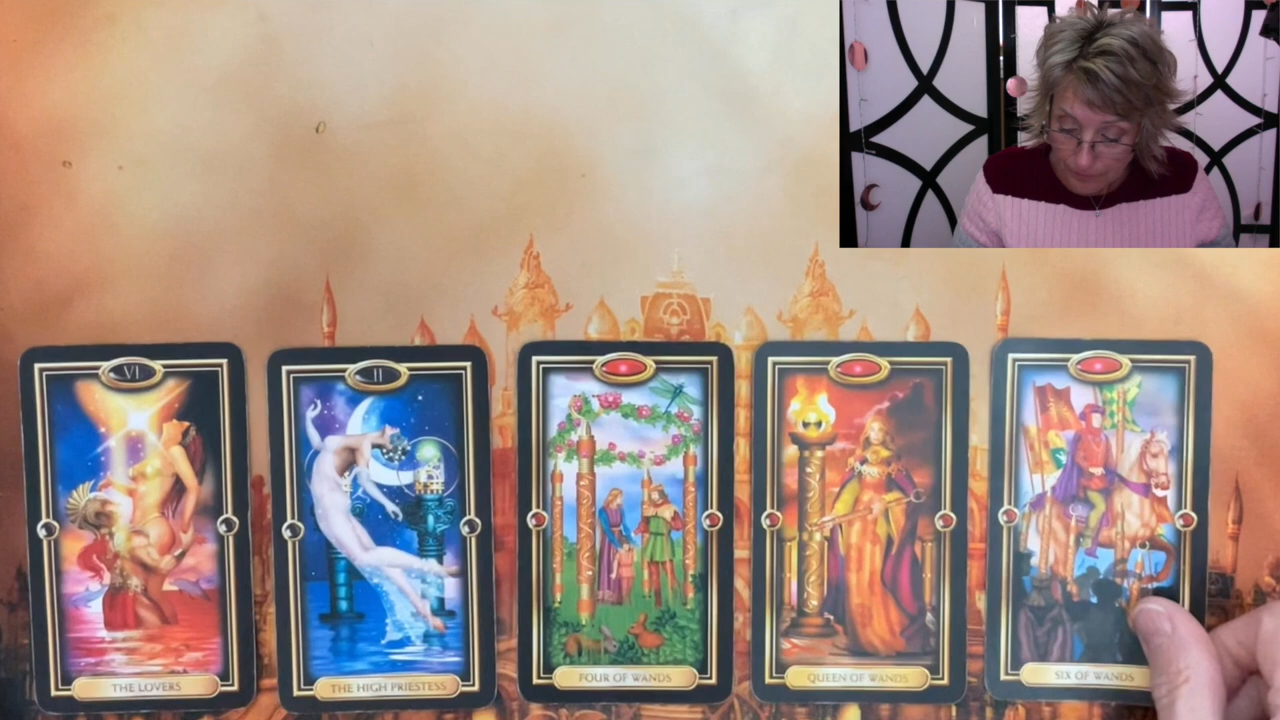 VI
II
THE LOVERS
THE HIGH PRIESTESS
FOUR OF WANDS
QUEEN OF WANDS
SIX OF WANDS